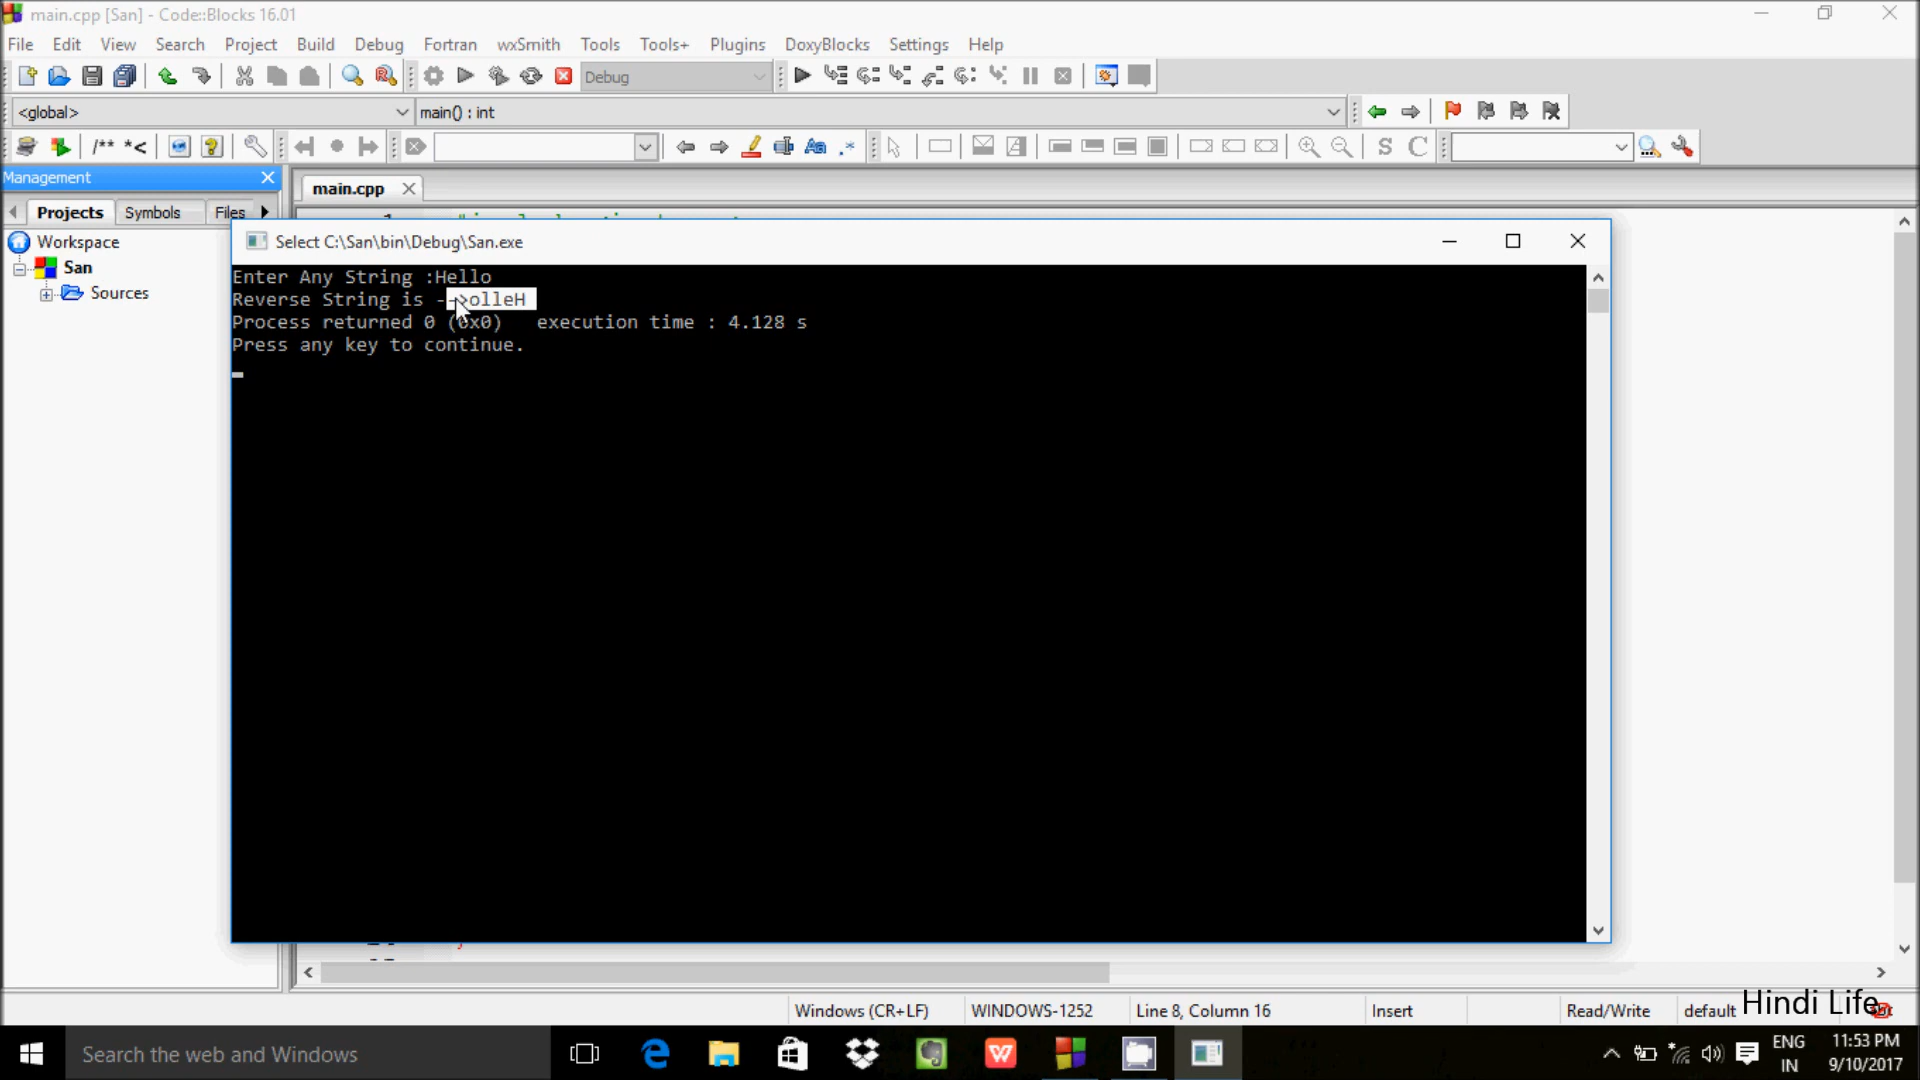 main.cpp [San] - Code::Blocks 16.01
File Edit View Search Project Build Debug Fortran wxSmith Tools Tools+ Plugins DoxyBlocks Settings Help
Debug
<global> main() : int
/** *<
S C
Management
main.cpp
Projects Symbols Files
Workspace
San
Sources
Select C:\San\bin\Debug\San.exe
Enter Any String :Hello
Reverse String is -->olleH
Process returned 0 (0x0)   execution time : 4.128 s
Press any key to continue.
Windows (CR+LF) WINDOWS-1252 Line 8, Column 16 Insert Read/Write default
Hindi Life
Search the web and Windows
ENG
IN
11:53 PM
9/10/2017